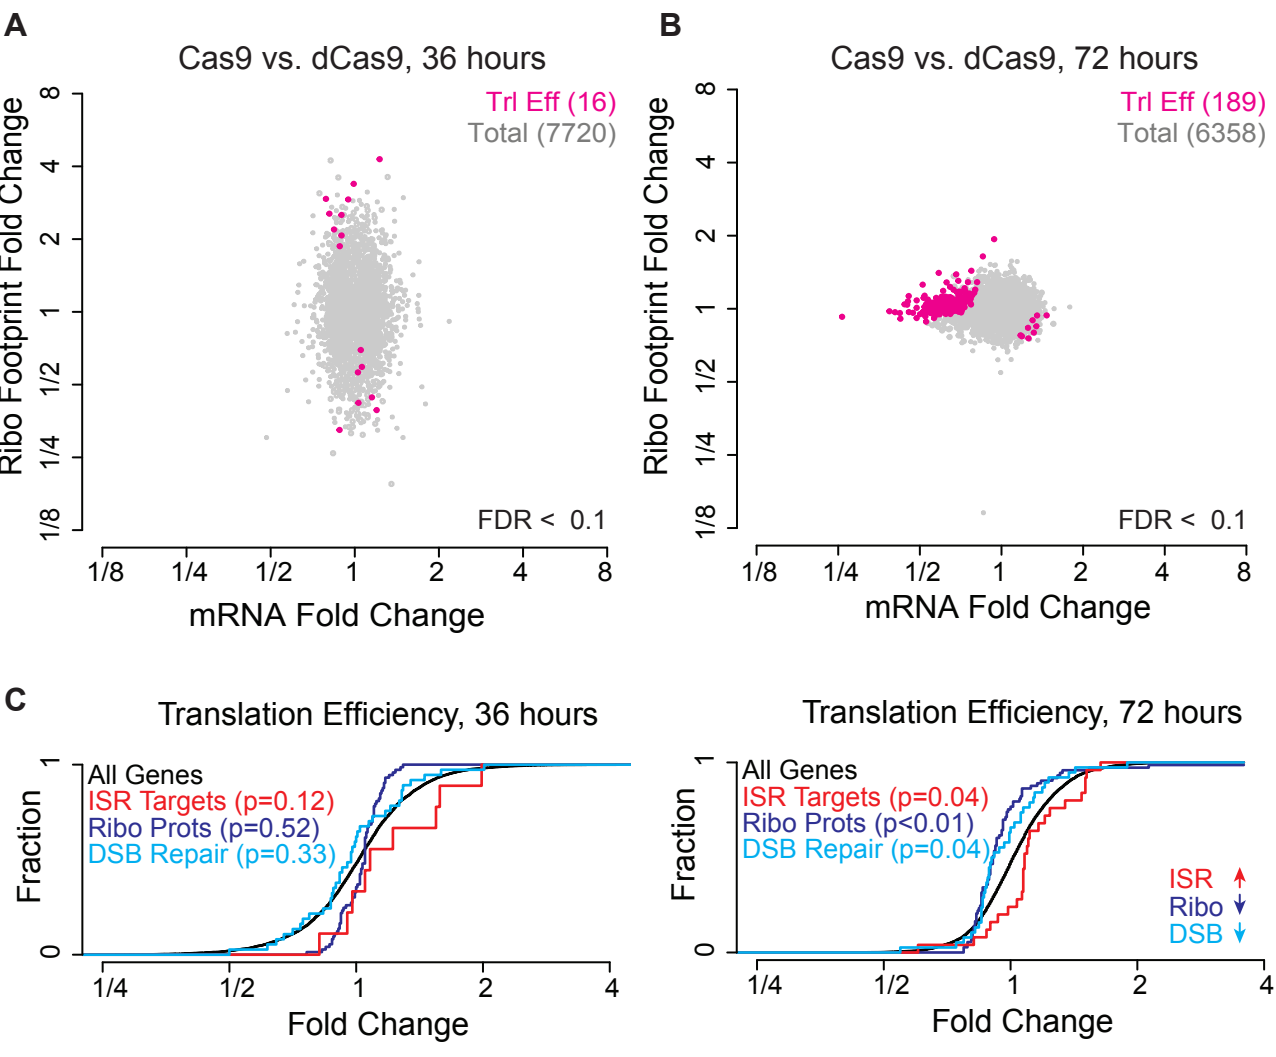 A
Cas9 vs. dCas9, 36 hours
Trl Eff (16)
Total (7720)
Ribo Footprint Fold Change
8
4
2
1
1/2
1/4
1/8
FDR < 0.1
1/8 1/4 1/2 1 2 4 8
mRNA Fold Change
B
Cas9 vs. dCas9, 72 hours
Trl Eff (189)
Total (6358)
Ribo Footprint Fold Change
8
4
2
1
1/2
1/4
1/8
FDR < 0.1
1/8 1/4 1/2 1 2 4 8
mRNA Fold Change
C
Translation Efficiency, 36 hours
Fraction
1
0
All Genes
ISR Targets (p=0.12)
Ribo Prots (p=0.52)
DSB Repair (p=0.33)
1/4 1/2 1 2 4
Fold Change
Translation Efficiency, 72 hours
Fraction
1
0
All Genes
ISR Targets (p=0.04)
Ribo Prots (p<0.01)
DSB Repair (p=0.04)
ISR
Ribo
DSB
1/4 1/2 1 2 4
Fold Change